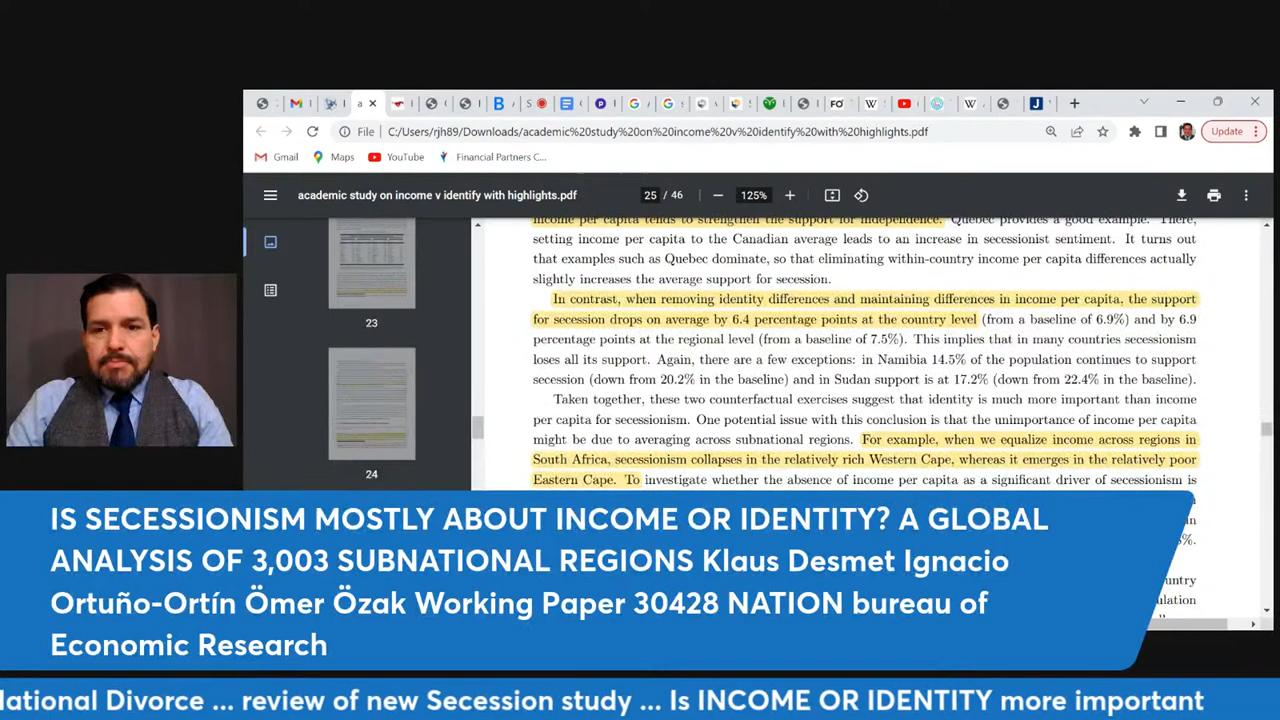 File
C:/Users/rjh89/Downloads/academic%20study%20on%20income%20v%20identify%20with%20highlights.pdf
Update
Gmail
Maps
YouTube
Financial Partners C...
academic study on income v identify with highlights.pdf
25 / 46
125%
23
24
income per capita tends to strengthen the support for independence. Quebec provides a good example. There,
setting income per capita to the Canadian average leads to an increase in secessionist sentiment. It turns out
that examples such as Quebec dominate, so that eliminating within-country income per capita differences actually
slightly increases the average support for secession.
In contrast, when removing identity differences and maintaining differences in income per capita, the support
for secession drops on average by 6.4 percentage points at the country level (from a baseline of 6.9%) and by 6.9
percentage points at the regional level (from a baseline of 7.5%). This implies that in many countries secessionism
loses all its support. Again, there are a few exceptions: in Namibia 14.5% of the population continues to support
secession (down from 20.2% in the baseline) and in Sudan support is at 17.2% (down from 22.4% in the baseline).
Taken together, these two counterfactual exercises suggest that identity is much more important than income
per capita for secessionism. One potential issue with this conclusion is that the unimportance of income per capita
might be due to averaging across subnational regions. For example, when we equalize income across regions in
South Africa, secessionism collapses in the relatively rich Western Cape, whereas it emerges in the relatively poor
Eastern Cape. To investigate whether the absence of income per capita as a significant driver of secessionism is
in
IS SECESSIONISM MOSTLY ABOUT INCOME OR IDENTITY? A GLOBAL
ANALYSIS OF 3,003 SUBNATIONAL REGIONS Klaus Desmet Ignacio
Ortuño-Ortín Ömer Özak Working Paper 30428 NATION bureau of
Economic Research
National Divorce ... review of new Secession study ... Is INCOME OR IDENTITY more important